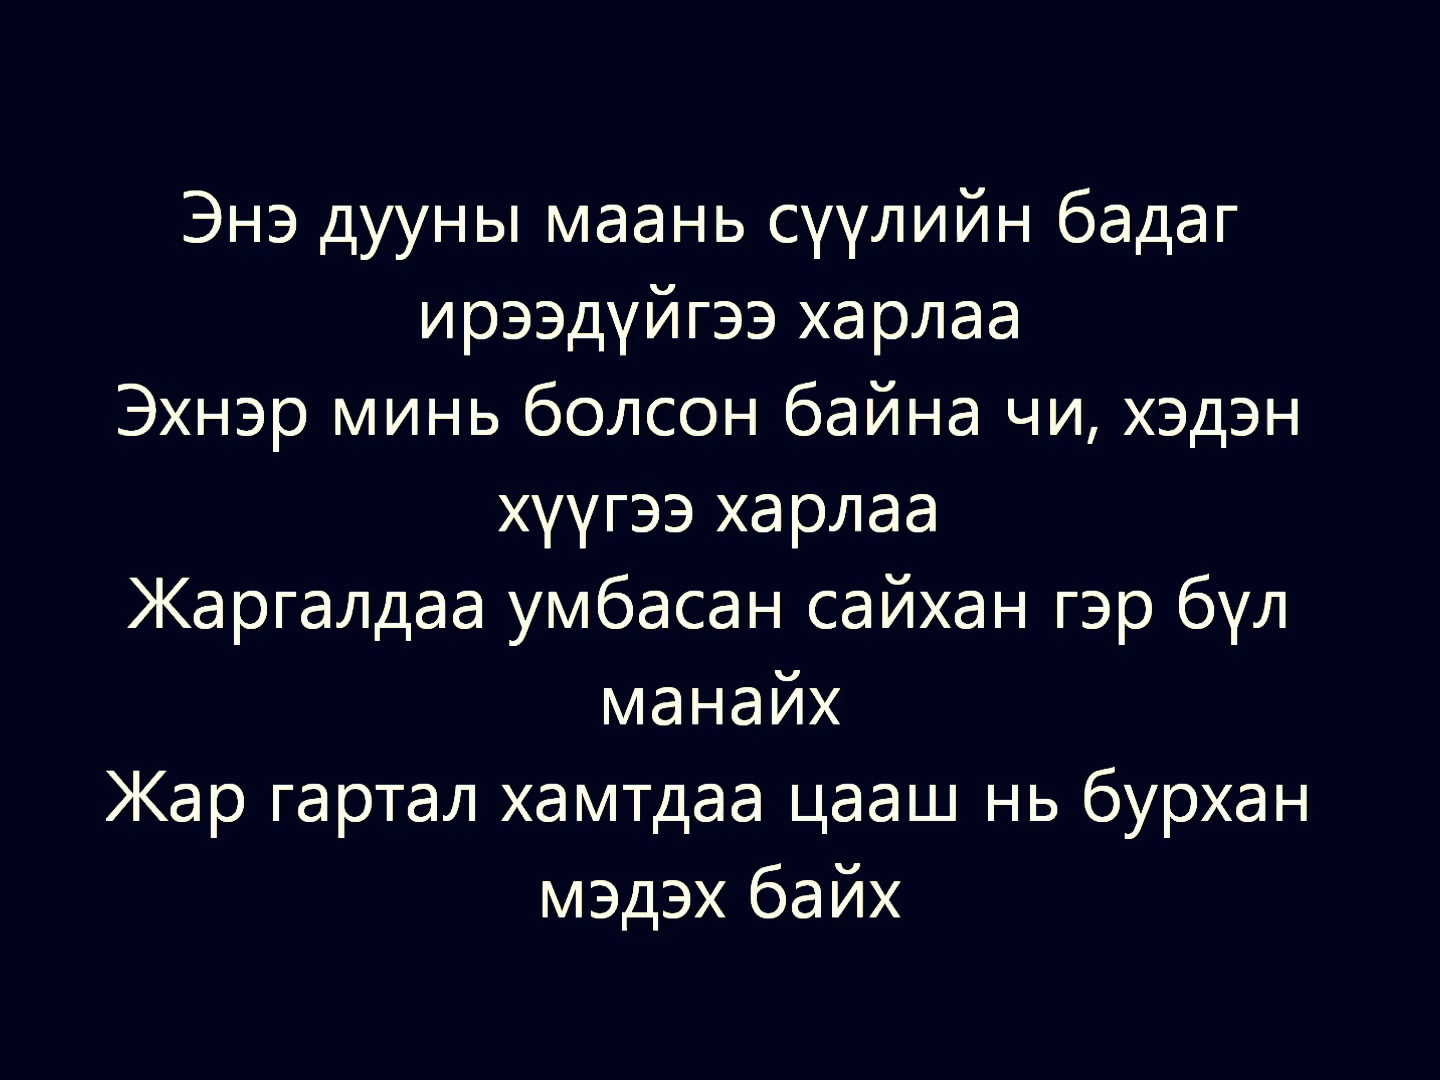 Энэ дууны маань сүүлийн бадаг
ирээдүйгээ харлаа
Эхнэр минь болсон байна чи, хэдэн
хүүгээ харлаа
Жаргалдаа умбасан сайхан гэр бүл
манайх
Жар гартал хамтдаа цааш нь бурхан
мэдэх байх